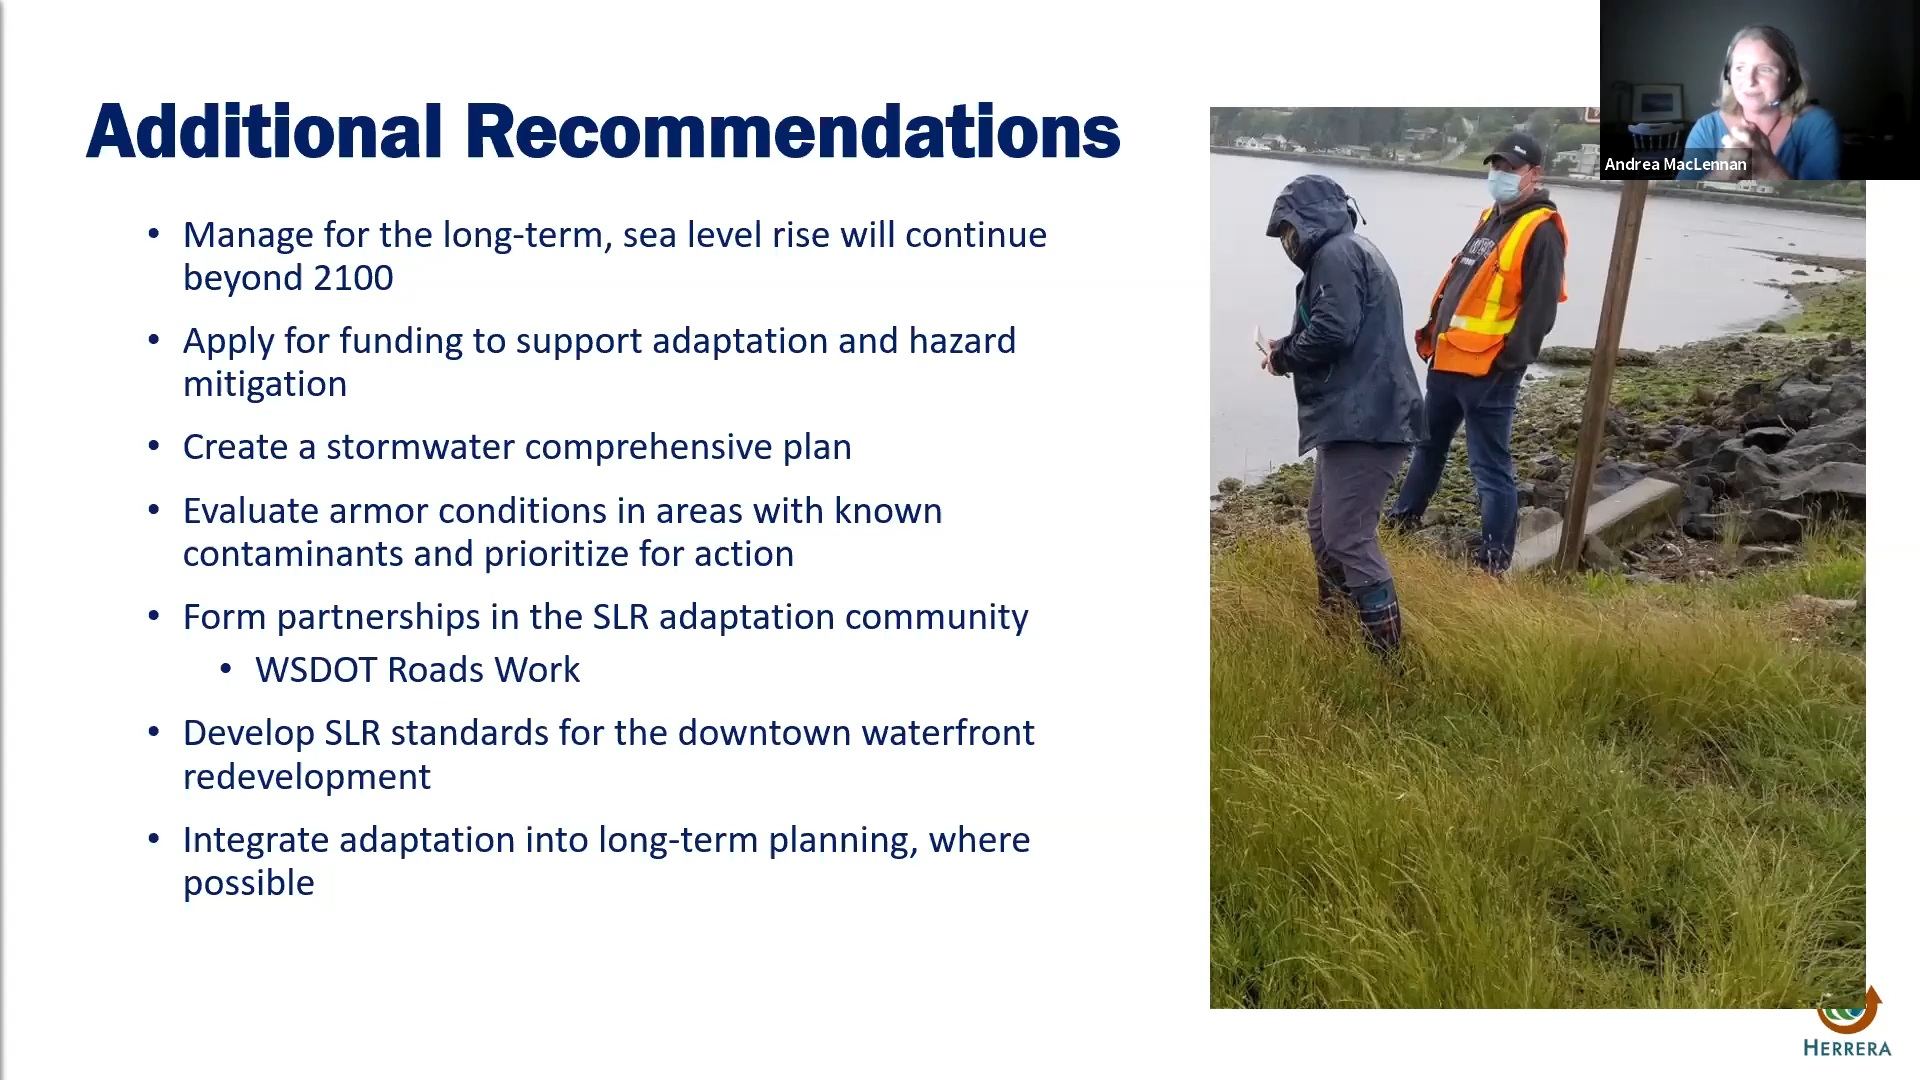 Additional Recommendations
• Manage for the long-term, sea level rise will continue
beyond 2100
• Apply for funding to support adaptation and hazard
mitigation
• Create a stormwater comprehensive plan
• Evaluate armor conditions in areas with known
contaminants and prioritize for action
• Form partnerships in the SLR adaptation community
• WSDOT Roads Work
• Develop SLR standards for the downtown waterfront
redevelopment
• Integrate adaptation into long-term planning, where
possible
Andrea MacLennan
HERRERA